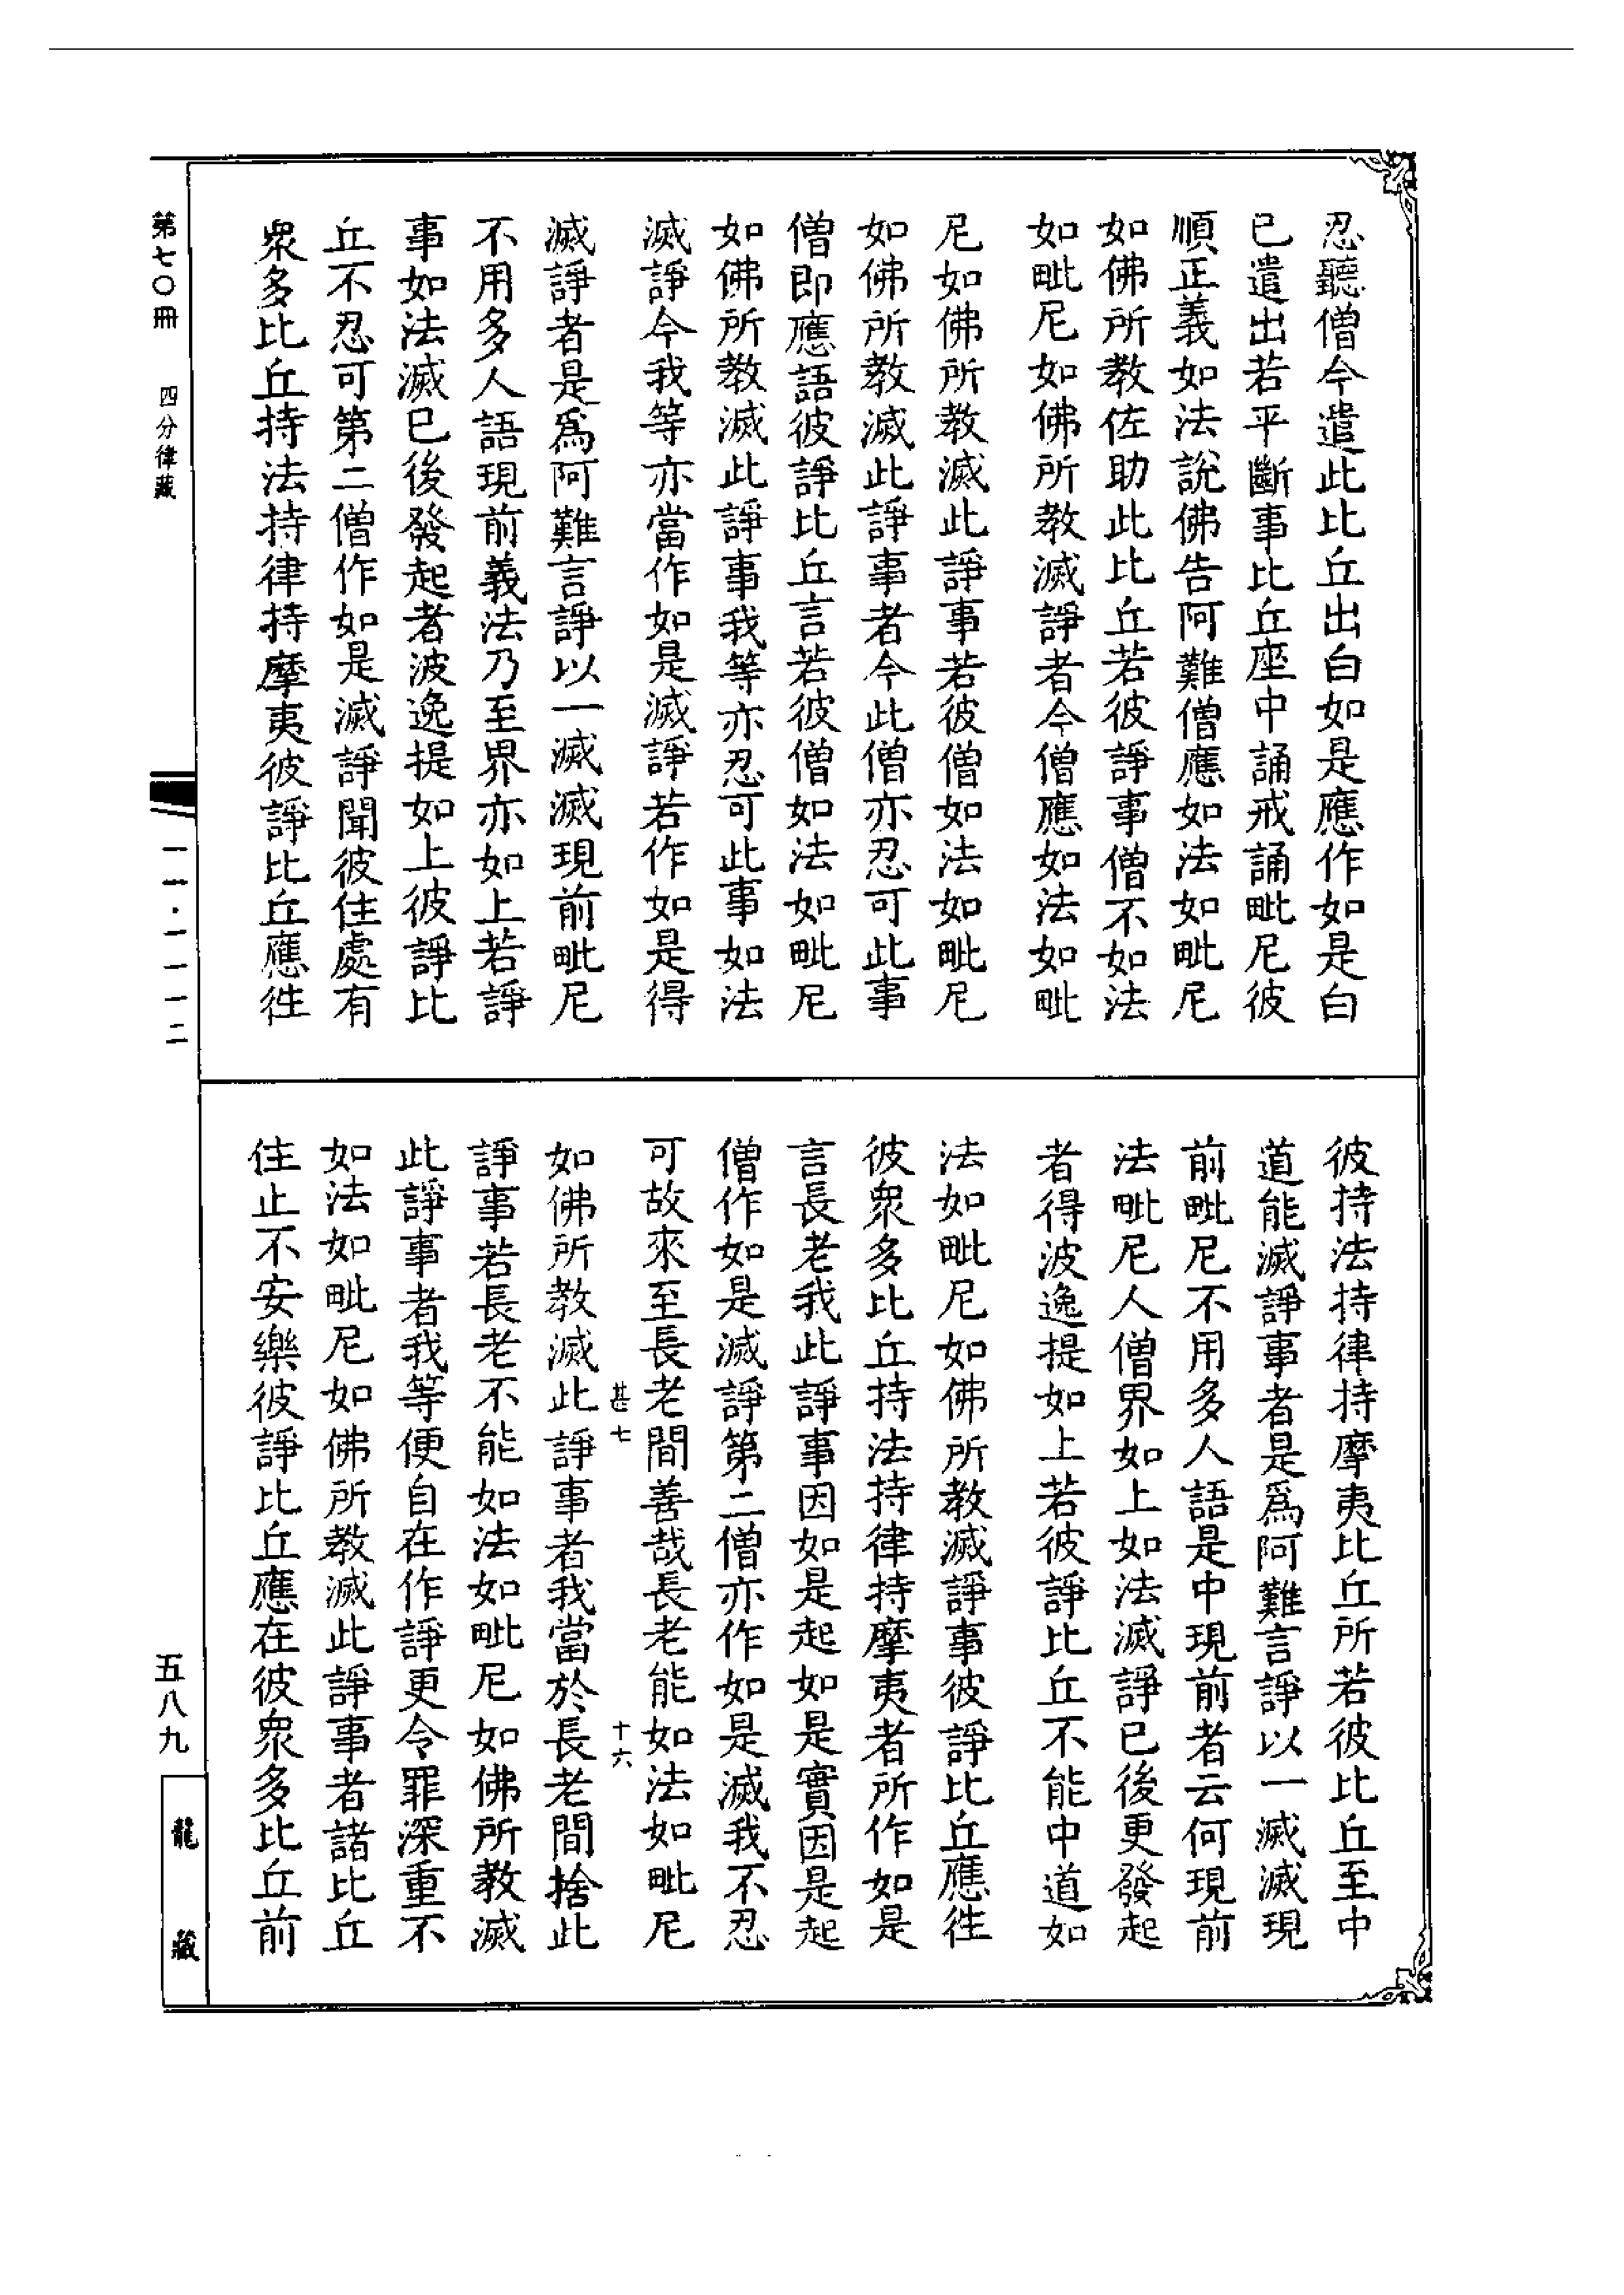 忍聽僧今遣此比丘出白如是應作如是白
已遣出若平斷事比丘座中誦戒誦毗尼彼
順正義如法說佛告阿難僧應如法如毗尼
如佛所教佐助此比丘若彼諍事僧不如法
如毗尼如佛所教滅諍者今僧應如法如毗
尼如佛所教滅此諍事若彼僧如法如毗尼
如佛所教滅此諍事者今此僧亦忍可此事
僧即應語彼諍比丘言若彼僧如法如毗尼
如佛所教滅此諍事我等亦忍可此事如法
滅諍今我等亦當作如是滅諍若作如是得
滅諍者是為阿難言諍以一滅滅現前毗尼
不用多人語現前義法乃至界亦如上若諍
事如法滅已後發起者波逸提如上彼諍比
丘不忍可第二僧作如是滅諍聞彼住處有
眾多比丘持法持律持摩夷彼諍比丘應往
彼持法持律持摩夷比丘所若彼比丘至中
道能滅諍事者是為阿難言諍以一滅滅現
前毗尼不用多人語是中現前者云何現前
法毗尼人僧界如上如法滅諍已後更發起
者得波逸提如上若彼諍比丘不能中道如
法如毗尼如佛所教滅諍事彼諍比丘應往
彼眾多比丘持法持律持摩夷者所作如是
言長老我此諍事因如是起如是實因是起
僧作如是滅諍第二僧亦作如是滅我不忍
可故來至長老間善哉長老能如法如毗尼
甚七 十六
如佛所教滅此諍事者我當於長老間捨此
諍事若長老不能如法如毗尼如佛所教滅
此諍事者我等便自在作諍更令罪深重不
如法如毗尼如佛所教滅此諍事者諸比丘
住止不安樂彼諍比丘應在彼眾多比丘前
第七〇冊 四分律藏
一一·一一一二
五八九
龍藏